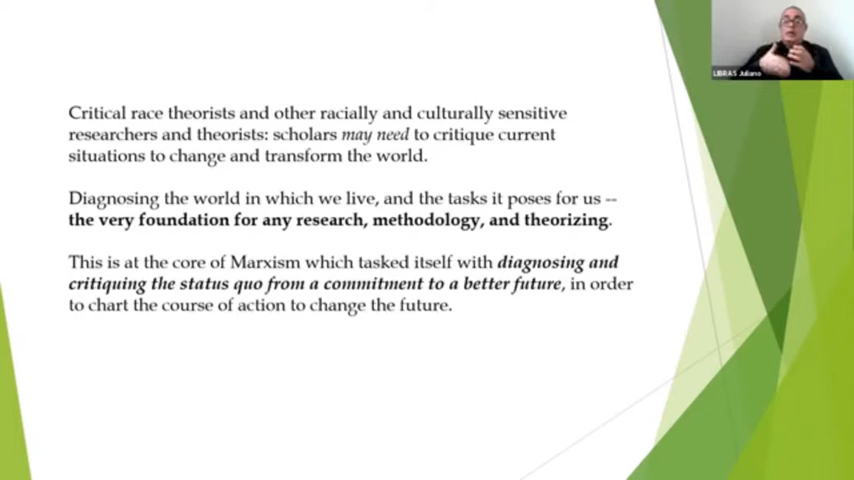 LIBRAS Juliano
Critical race theorists and other racially and culturally sensitive
researchers and theorists: scholars may need to critique current
situations to change and transform the world.
Diagnosing the world in which we live, and the tasks it poses for us --
the very foundation for any research, methodology, and theorizing.
This is at the core of Marxism which tasked itself with diagnosing and
critiquing the status quo from a commitment to a better future, in order
to chart the course of action to change the future.